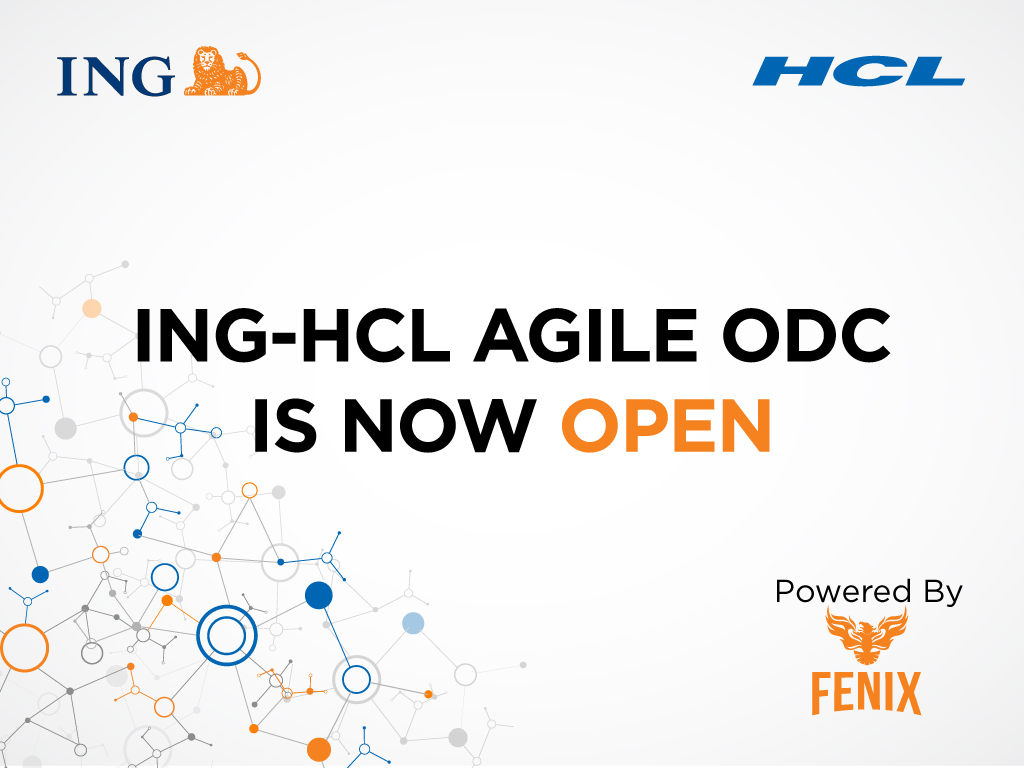 ING
HCL
ING-HCL AGILE ODC
IS NOW OPEN
Powered By
FENIX